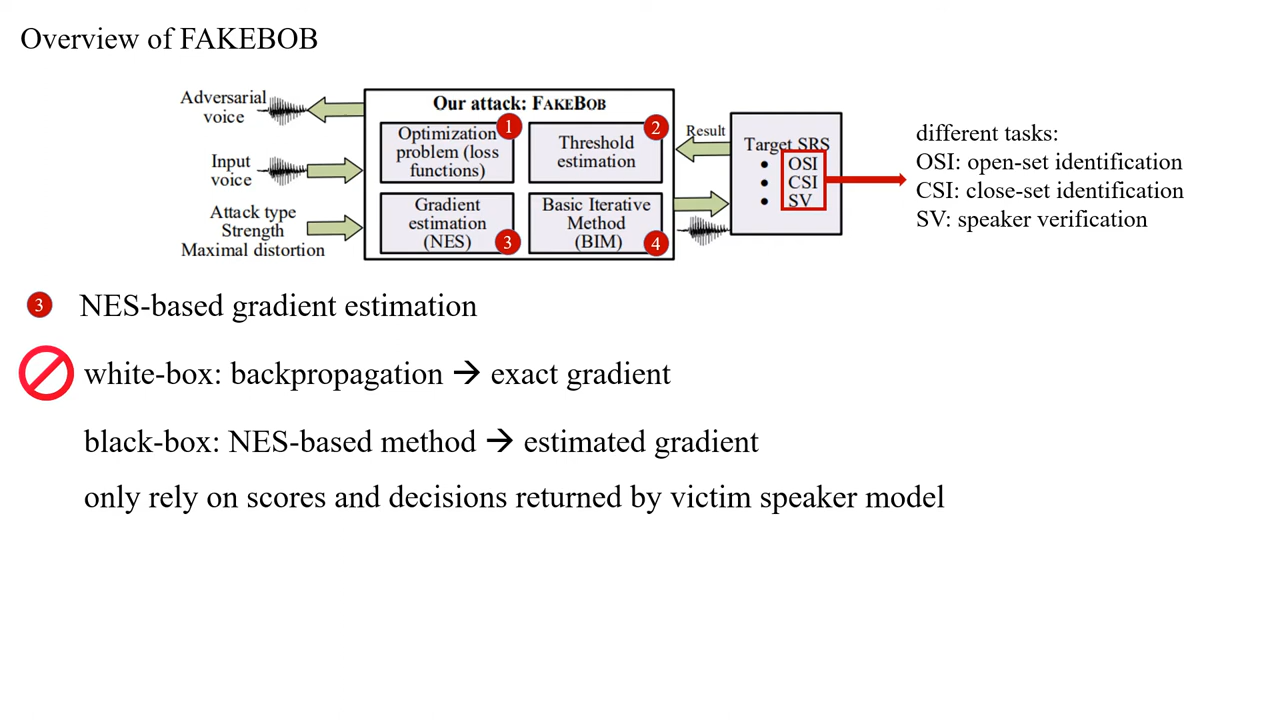 Overview of FAKEBOB
Adversarial
voice
Input
voice
Attack type
Strength
Maximal distortion
Our attack: FAKEBOB
Optimization
problem (loss
functions)
1
Threshold
estimation
2
Gradient
estimation
(NES)
3
Basic Iterative
Method
(BIM)
4
Result
Target SRS
• OSI
• CSI
• SV
different tasks:
OSI: open-set identification
CSI: close-set identification
SV: speaker verification
3 NES-based gradient estimation
white-box: backpropagation → exact gradient
black-box: NES-based method → estimated gradient
only rely on scores and decisions returned by victim speaker model